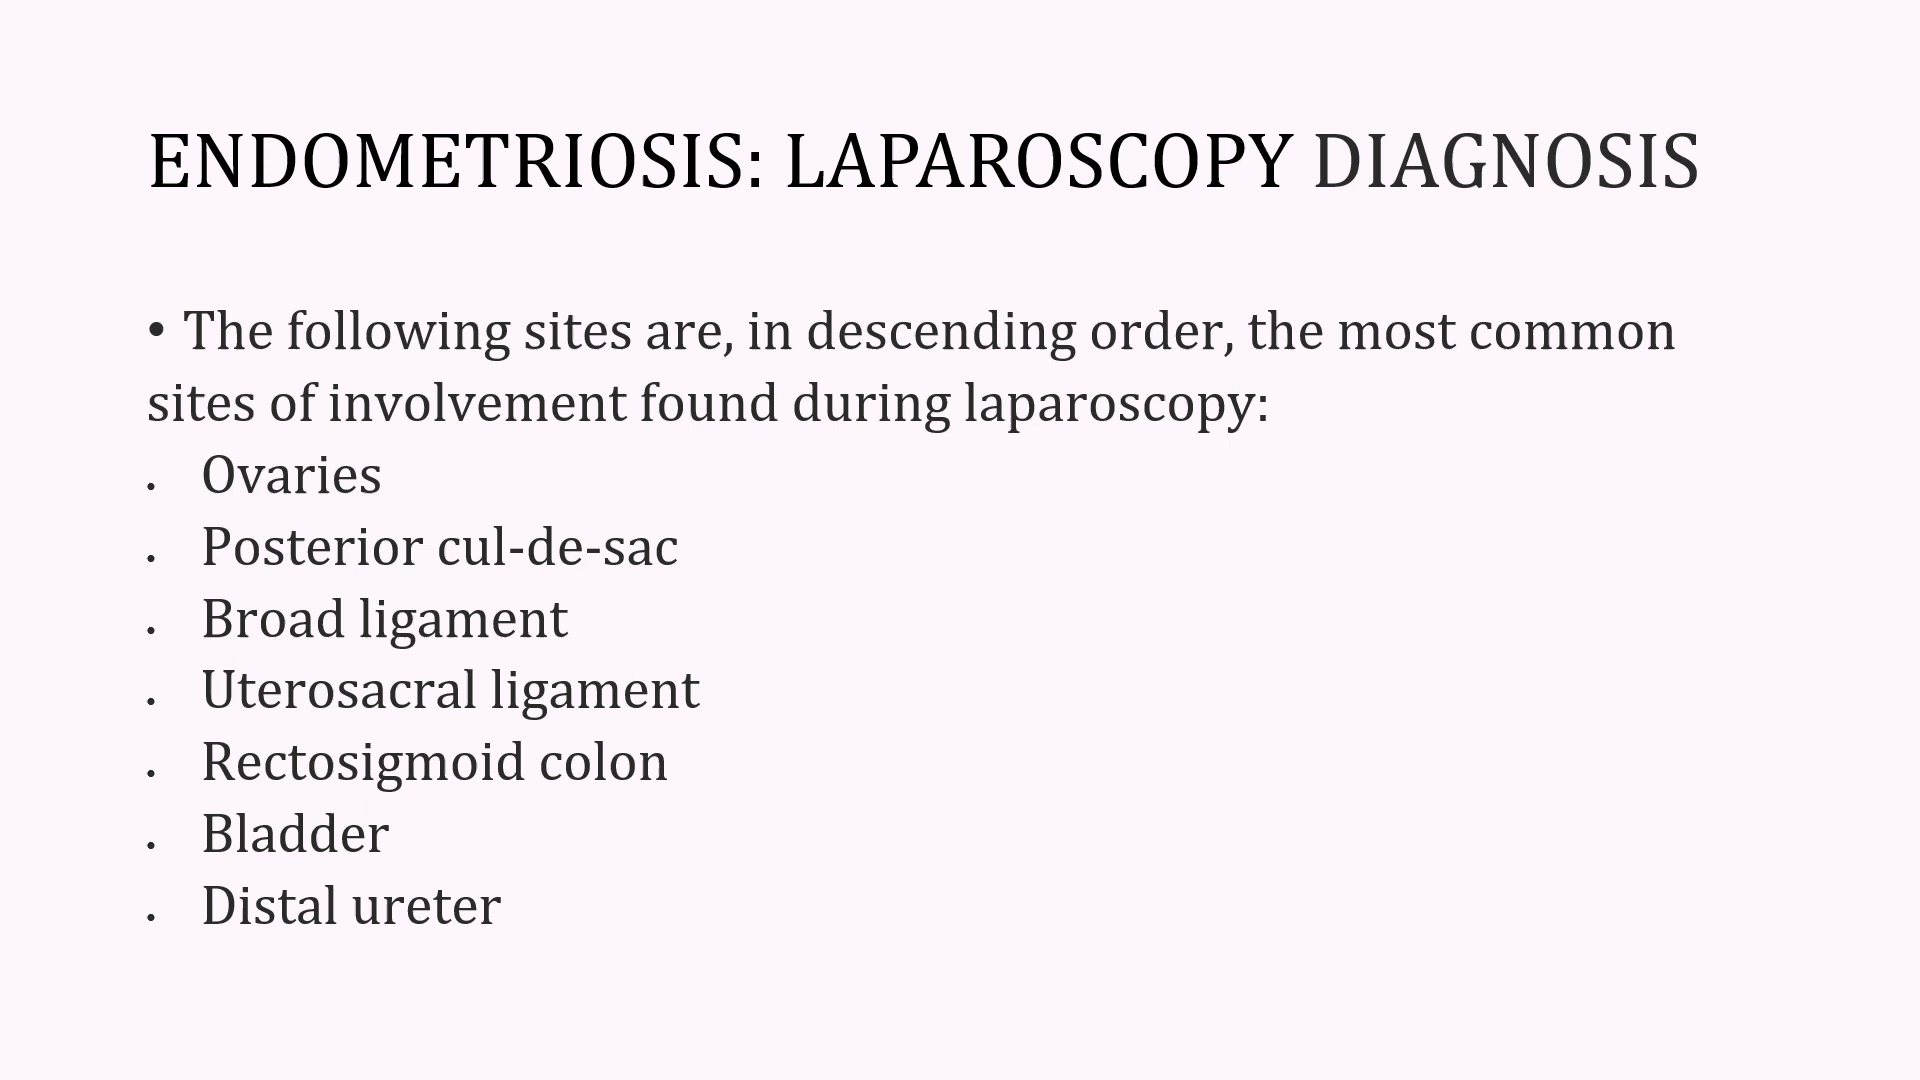 ENDOMETRIOSIS: LAPAROSCOPY DIAGNOSIS
• The following sites are, in descending order, the most common
sites of involvement found during laparoscopy:
• Ovaries
• Posterior cul-de-sac
• Broad ligament
• Uterosacral ligament
• Rectosigmoid colon
• Bladder
• Distal ureter